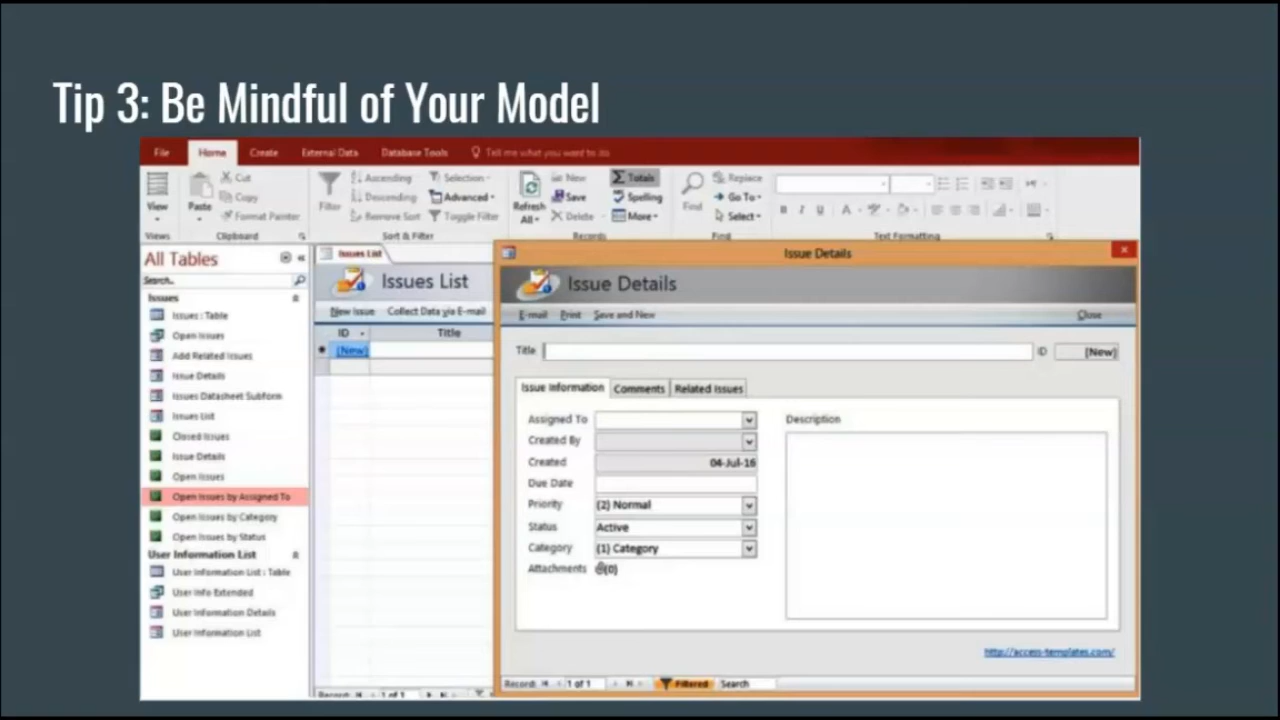 Tip 3: Be Mindful of Your Model
File Home Create External Data Database Tools Tell me what you want to do
View Paste Cut Copy Format Painter Filter Ascending Descending Remove Sort Selection Advanced Toggle Filter Refresh All New Save Delete Totals Spelling More Find Replace Go To Select
B I U A
Views Clipboard Sort & Filter Records Find Text Formatting
All Tables
Search..
Issues
Issues : Table
Open Issues
Add Related Issues
Issue Details
Issues Datasheet Subform
Issues List
Closed Issues
Issue Details
Open Issues
Open Issues by Assigned To
Open Issues by Category
Open Issues by Status
User Information List
User Information List : Table
User Info Extended
User Information Details
User Information List
Issues List
Issues List
New Issue Collect Data via E-mail
ID Title
(New)
Record: 1 of 1
Issue Details
Issue Details
E-mail Print Save and New Close
Title ID (New)
Issue Information Comments Related Issues
Assigned To Description
Created By
Created 04-Jul-16
Due Date
Priority (2) Normal
Status Active
Category (1) Category
Attachments (0)
http://access-templates.com/
Record: 1 of 1 Filtered Search